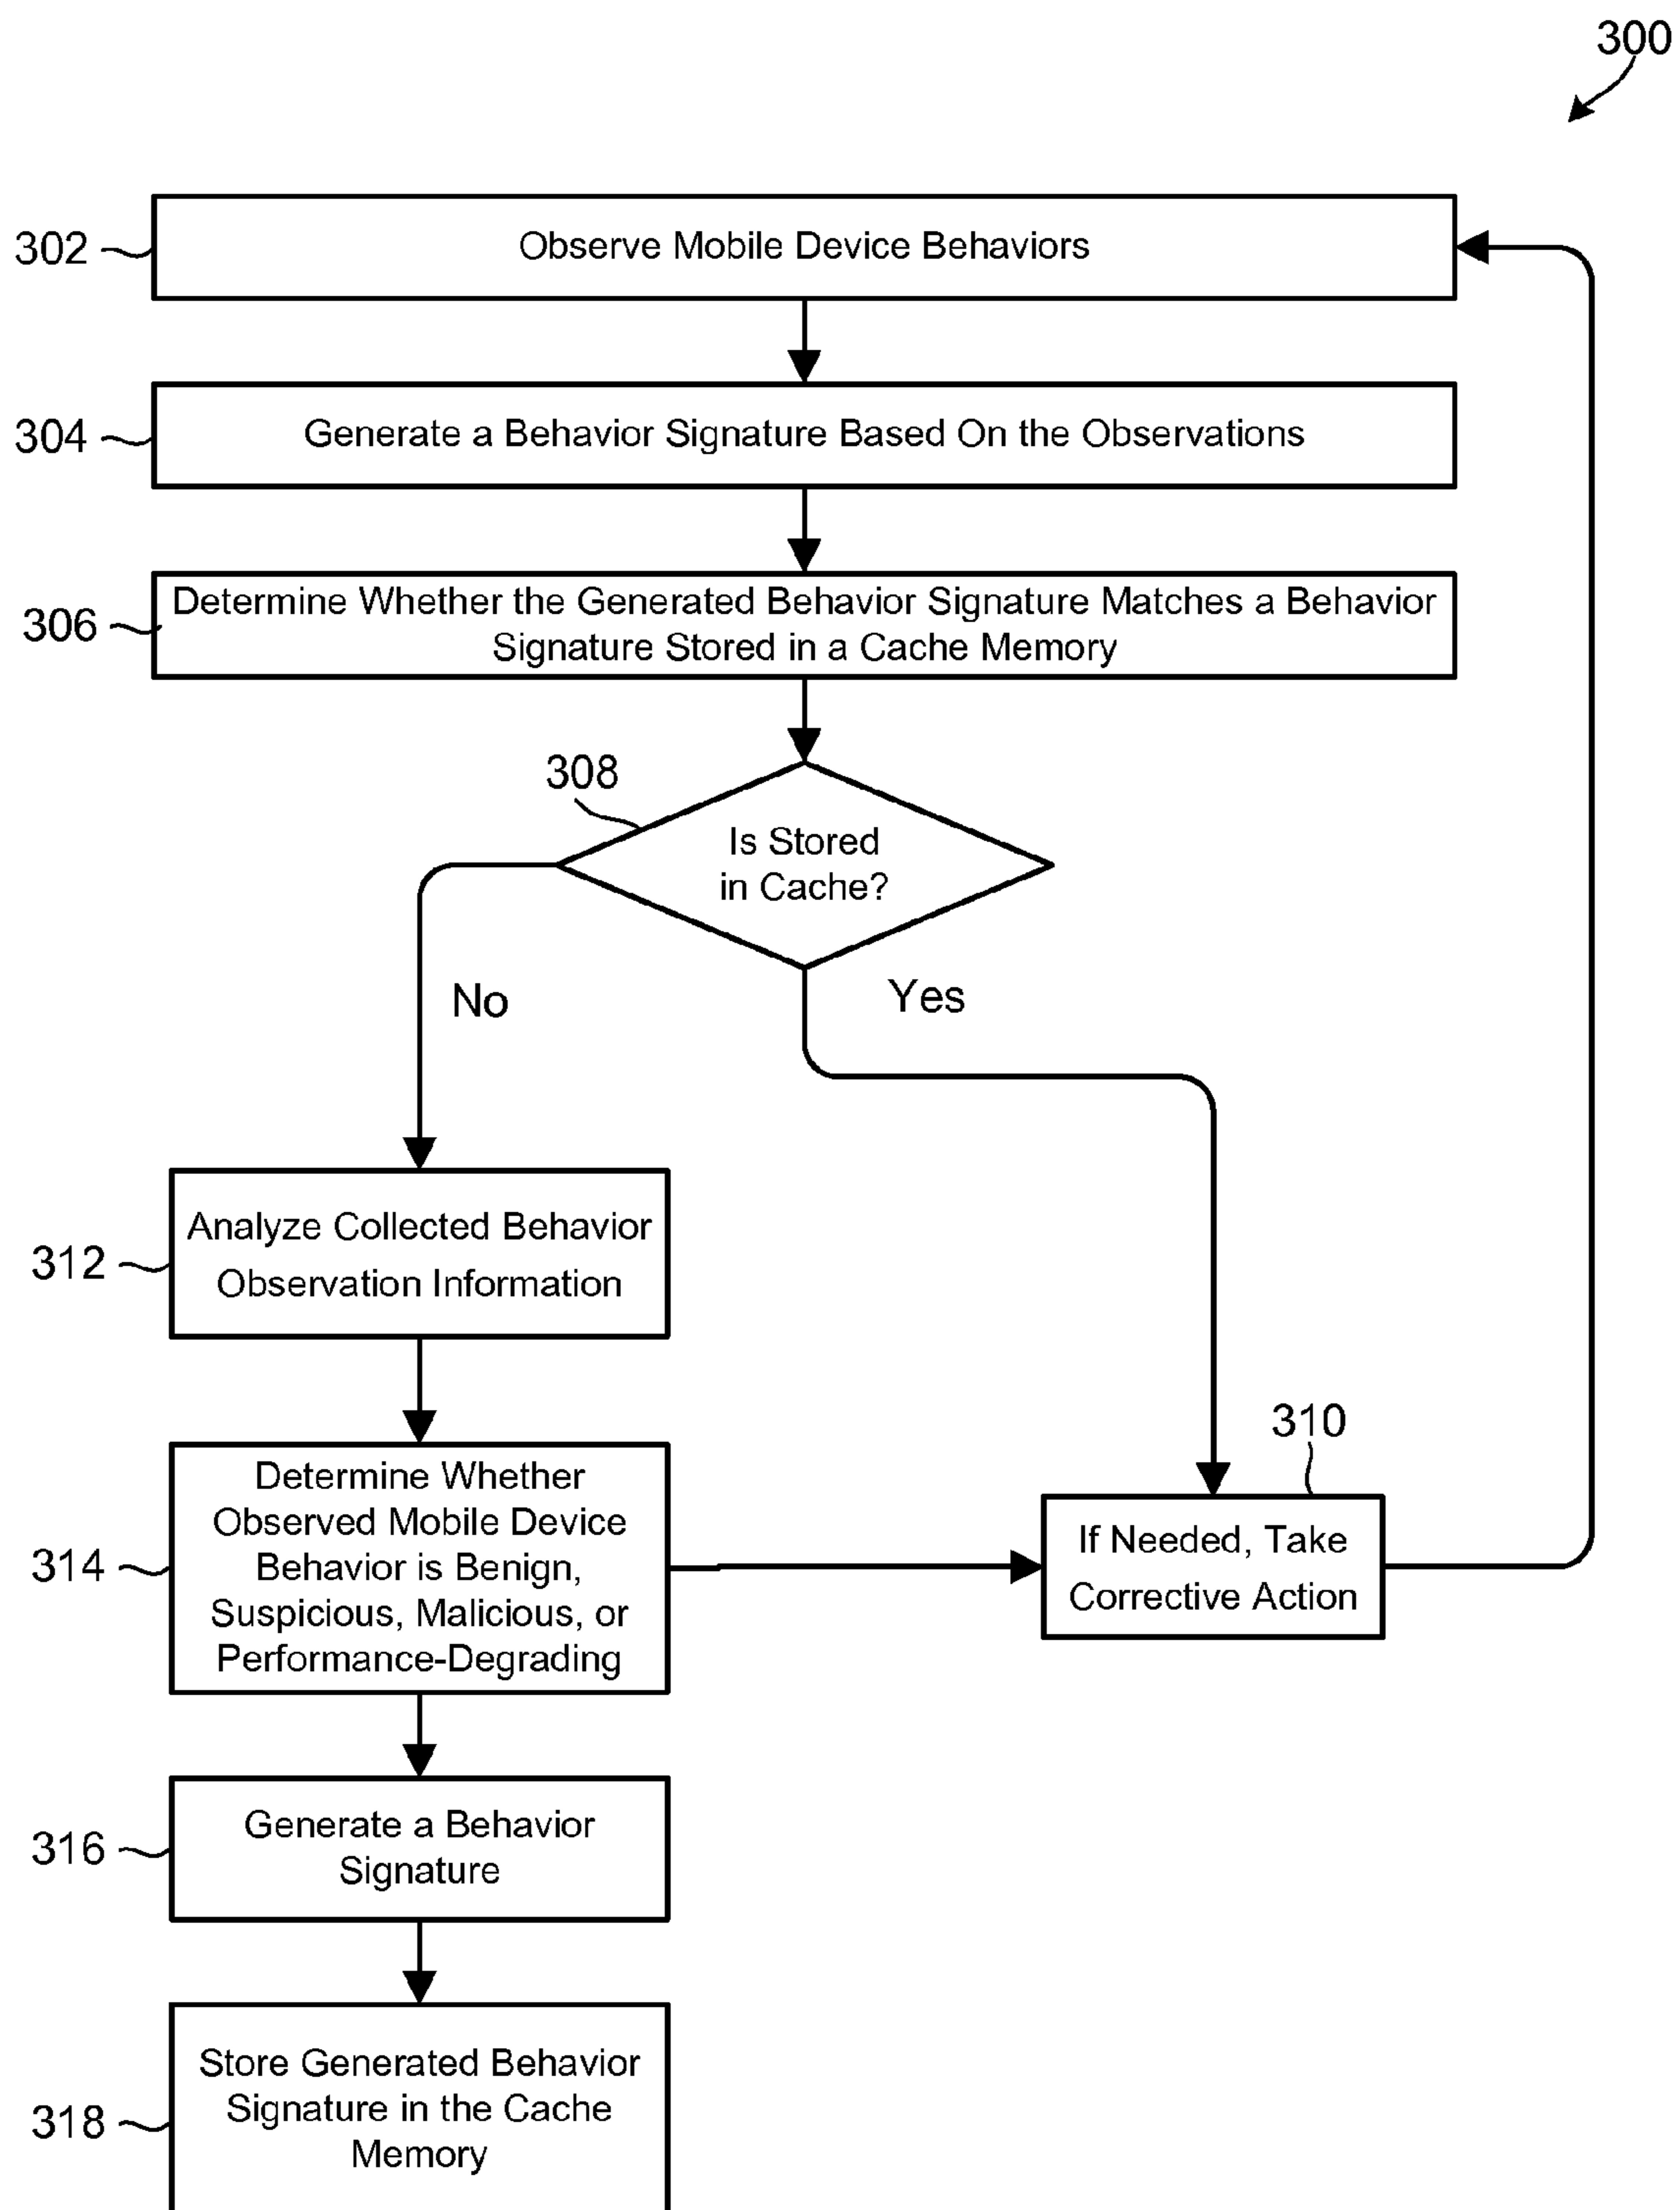 300
302
Observe Mobile Device Behaviors
304
Generate a Behavior Signature Based On the Observations
306
Determine Whether the Generated Behavior Signature Matches a Behavior
Signature Stored in a Cache Memory
308
Is Stored
in Cache?
No
Yes
312
Analyze Collected Behavior
Observation Information
314
Determine Whether
Observed Mobile Device
Behavior is Benign,
Suspicious, Malicious, or
Performance-Degrading
310
If Needed, Take
Corrective Action
316
Generate a Behavior
Signature
318
Store Generated Behavior
Signature in the Cache
Memory